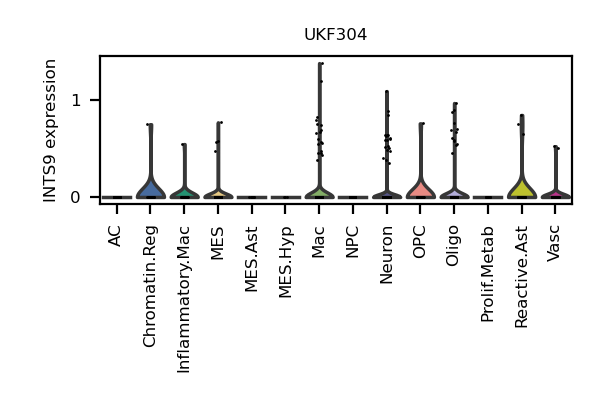 UKF304
INTS9 expression
1
0
AC
Chromatin.Reg
Inflammatory.Mac
MES
MES.Ast
MES.Hyp
Mac
NPC
Neuron
OPC
Oligo
Prolif.Metab
Reactive.Ast
Vasc